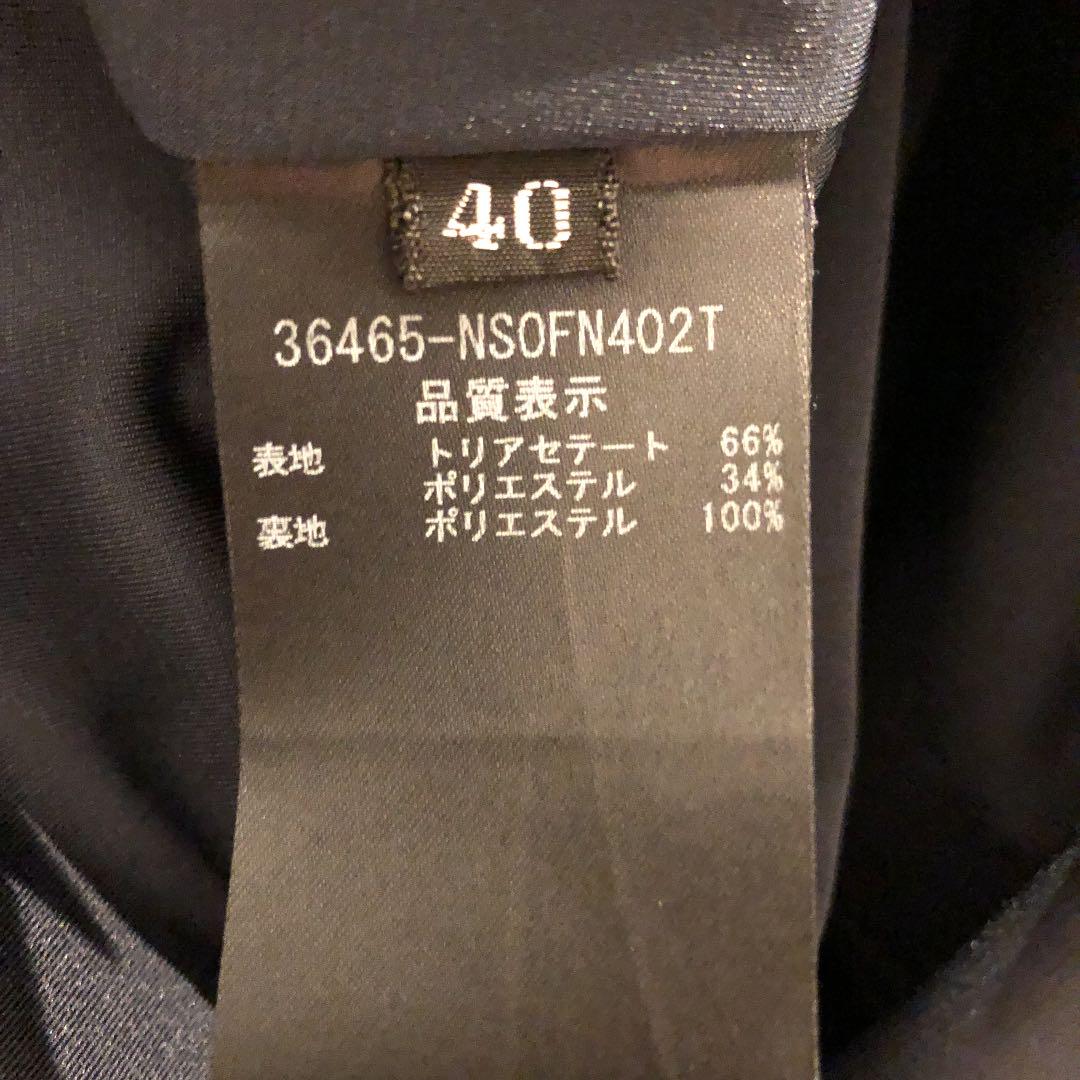 40
36465-NSOFN402T
品質表示
表地 トリアセテート 66%
ポリエステル 34%
裏地 ポリエステル 100%